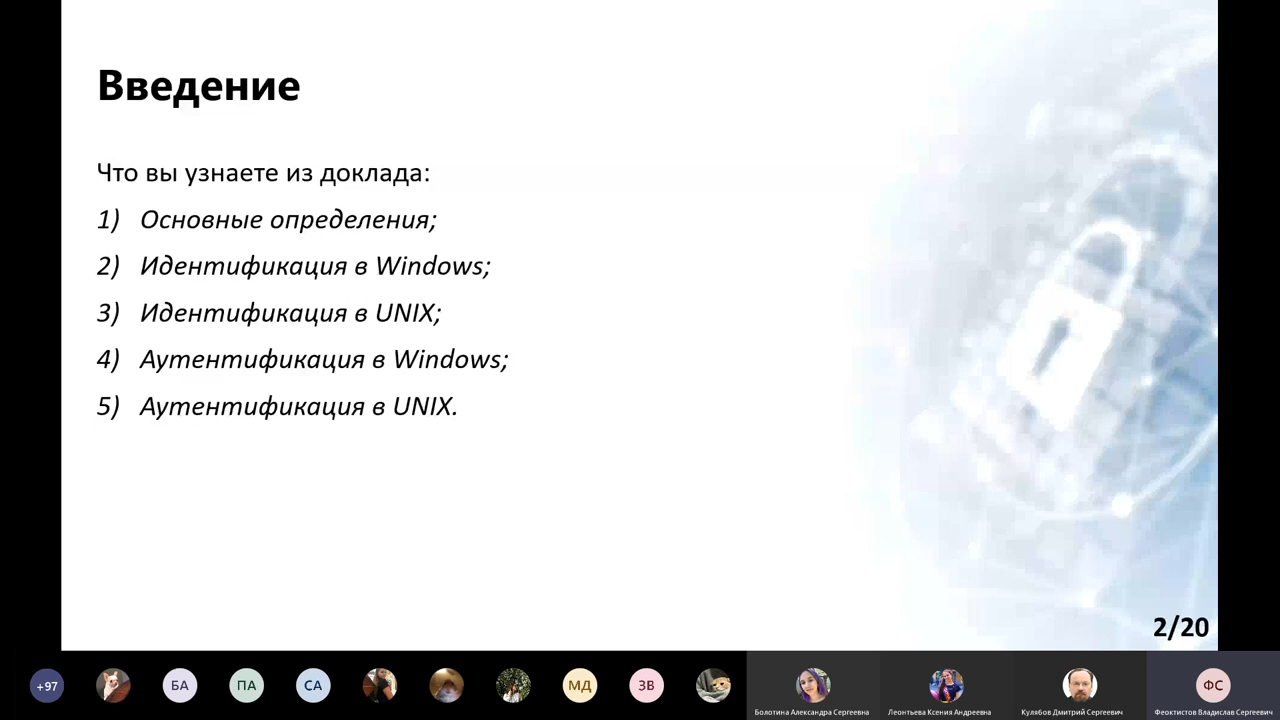 Введение
Что вы узнаете из доклада:
1) Основные определения;
2) Идентификация в Windows;
3) Идентификация в UNIX;
4) Аутентификация в Windows;
5) Аутентификация в UNIX.
2/20
+97
БА
ПА
СА
МД
ЗВ
ФС
Болотина Александра Сергеевна
Леонтьева Ксения Андреевна
Кулябов Дмитрий Сергеевич
Феоктистов Владислав Сергеевич